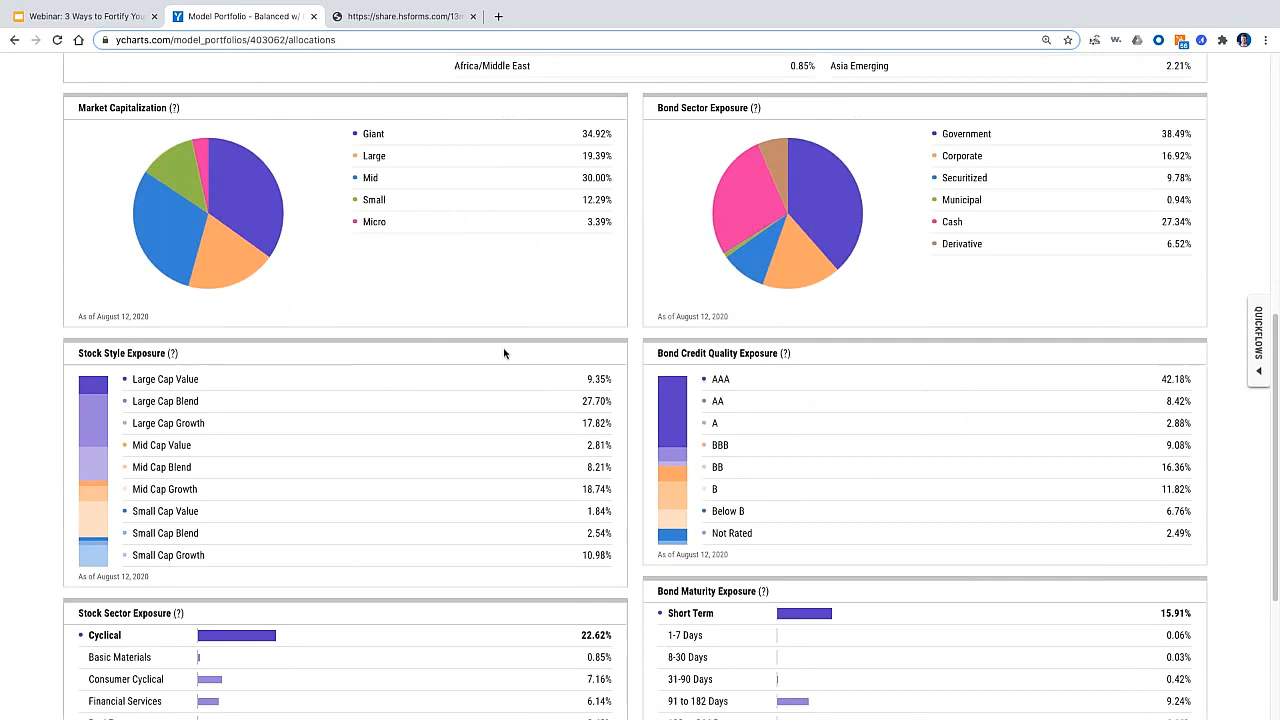 Webinar: 3 Ways to Fortify You
Model Portfolio - Balanced w/
https://share.hsforms.com/13m
ycharts.com/model_portfolios/403062/allocations
Africa/Middle East 0.85% Asia Emerging 2.21%
Market Capitalization (?)
Giant 34.92%
Large 19.39%
Mid 30.00%
Small 12.29%
Micro 3.39%
As of August 12, 2020
Bond Sector Exposure (?)
Government 38.49%
Corporate 16.92%
Securitized 9.78%
Municipal 0.94%
Cash 27.34%
Derivative 6.52%
As of August 12, 2020
QUICKFLOWS
Stock Style Exposure (?)
Large Cap Value 9.35%
Large Cap Blend 27.70%
Large Cap Growth 17.82%
Mid Cap Value 2.81%
Mid Cap Blend 8.21%
Mid Cap Growth 18.74%
Small Cap Value 1.84%
Small Cap Blend 2.54%
Small Cap Growth 10.98%
As of August 12, 2020
Bond Credit Quality Exposure (?)
AAA 42.18%
AA 8.42%
A 2.88%
BBB 9.08%
BB 16.36%
B 11.82%
Below B 6.76%
Not Rated 2.49%
As of August 12, 2020
Stock Sector Exposure (?)
Cyclical 22.62%
Basic Materials 0.85%
Consumer Cyclical 7.16%
Financial Services 6.14%
Bond Maturity Exposure (?)
Short Term 15.91%
1-7 Days 0.06%
8-30 Days 0.03%
31-90 Days 0.42%
91 to 182 Days 9.24%